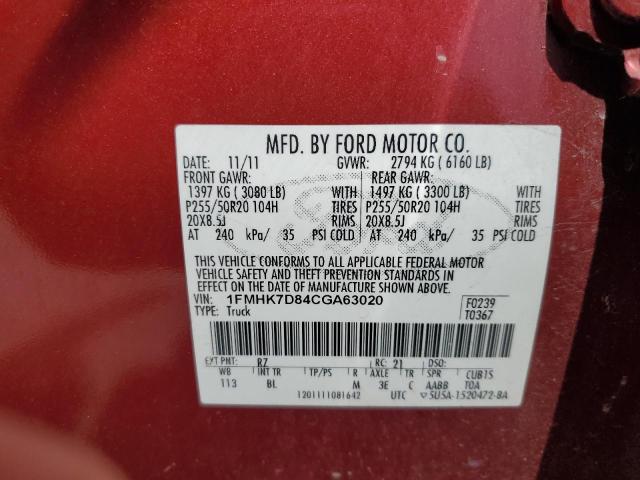 MFD. BY FORD MOTOR CO.
DATE: 11/11 GVWR: 2794 KG ( 6160 LB)
FRONT GAWR: REAR GAWR:
1397 KG ( 3080 LB) WITH 1497 KG ( 3300 LB) WITH
P255/50R20 104H TIRES P255/50R20 104H TIRES
20X8.5J RIMS 20X8.5J RIMS
AT 240 kPa/ 35 PSI COLD AT 240 kPa/ 35 PSI COLD
THIS VEHICLE CONFORMS TO ALL APPLICABLE FEDERAL MOTOR
VEHICLE SAFETY AND THEFT PREVENTION STANDARDS IN
EFFECT ON THE DATE OF MANUFACTURE SHOWN ABOVE.
VIN: 1FMHK7D84CGA63020 F0239
TYPE: Truck T0367
EXT PNT: RZ RC: 21 DSO:
WB INT TR TP/PS R AXLE TR SPR CUB1S
113 BL M 3E C AABB TOA
1201111081642 UTC ▽5U5A-1520472-BA